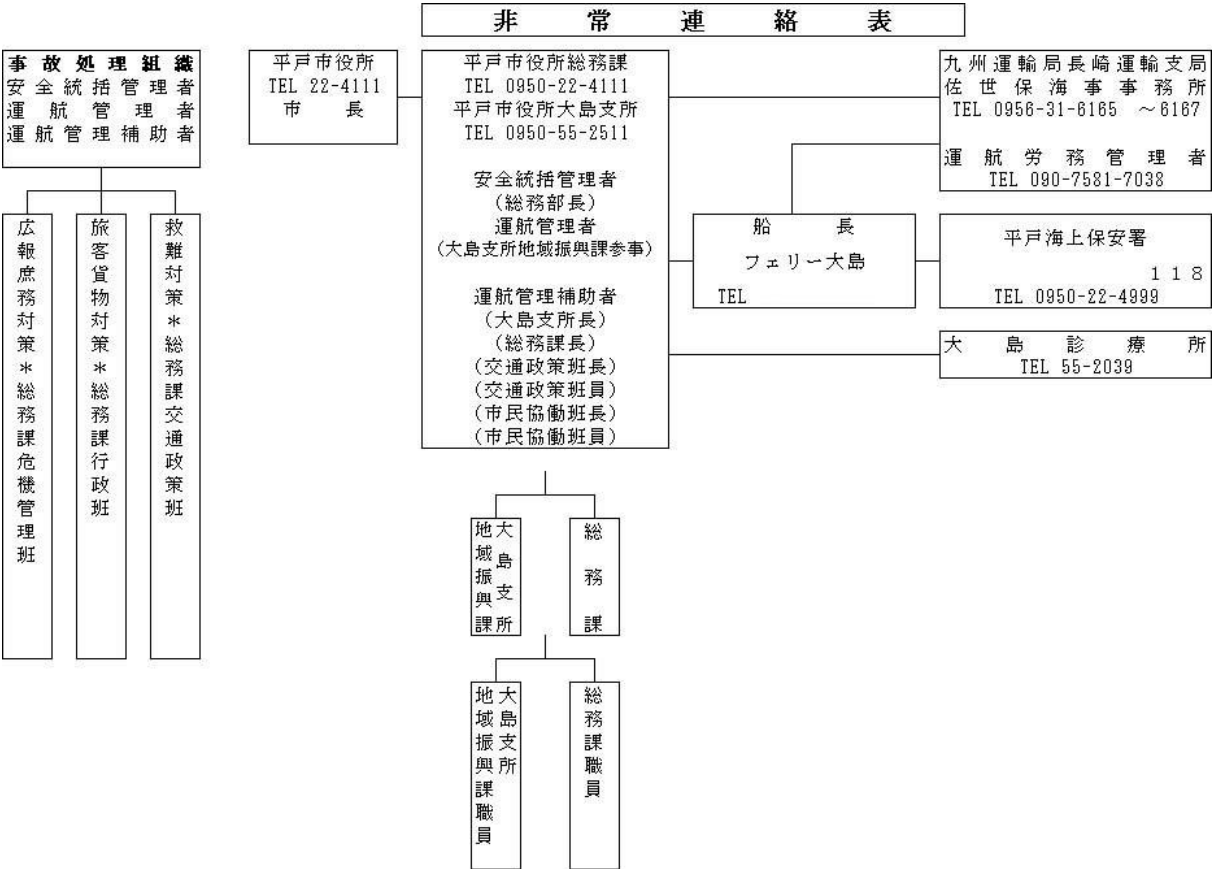 非常連絡表
事故処理組織
安全統括管理者
運航管理者
運航管理補助者
広報庶務対策*総務課危機管理班
旅客貨物対策*総務課行政班
救難対策*総務課交通政策班
平戸市役所
TEL 22-4111
市長
平戸市役所総務課
TEL 0950-22-4111
平戸市役所大島支所
TEL 0950-55-2511
安全統括管理者
(総務部長)
運航管理者
(大島支所地域振興課参事)
運航管理補助者
(大島支所長)
(総務課長)
(交通政策班長)
(交通政策班員)
(市民協働班長)
(市民協働班員)
大島支所
地域振興課
総務課
大島支所
地域振興課職員
総務課職員
船長
フェリー大島
TEL
九州運輸局長崎運輸支局
佐世保海事事務所
TEL 0956-31-6165 ～6167
運航労務管理者
TEL 090-7581-7038
平戸海上保安署
118
TEL 0950-22-4999
大島診療所
TEL 55-2039